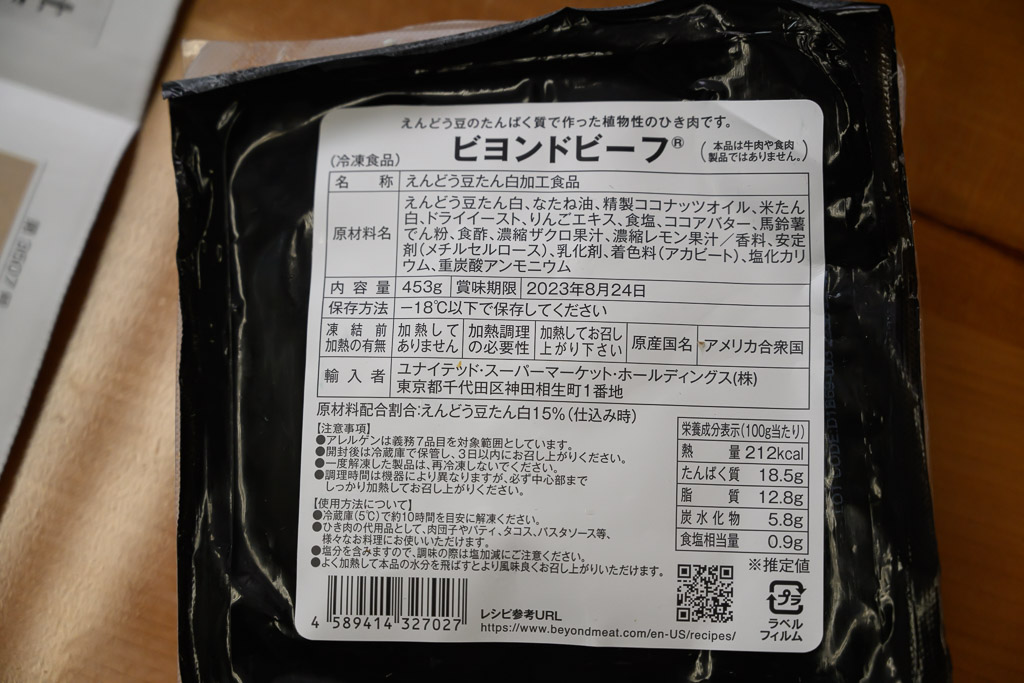 えんどう豆のたんぱく質で作った植物性のひき肉です。
(冷凍食品)
ビヨンドビーフ®
(本品は牛肉や食肉
製品ではありません。)
名称 えんどう豆たん白加工食品
原材料名 えんどう豆たん白、なたね油、精製ココナッツオイル、米たん
白、ドライイースト、りんごエキス、食塩、ココアバター、馬鈴薯
でん粉、食酢、濃縮ザクロ果汁、濃縮レモン果汁／香料、安定
剤(メチルセルロース)、乳化剤、着色料(アカビート)、塩化カリ
ウム、重炭酸アンモニウム
内容量 453g 賞味期限 2023年8月24日
保存方法 −18℃以下で保存してください
凍結前
加熱の有無
加熱して
ありません
加熱調理
の必要性
加熱してお召し
上がり下さい
原産国名 アメリカ合衆国
輸入者 ユナイテッド・スーパーマーケット・ホールディングス(株)
東京都千代田区神田相生町1番地
原材料配合割合:えんどう豆たん白15%(仕込み時)
【注意事項】
●アレルゲンは義務7品目を対象範囲としています。
●開封後は冷蔵庫で保管し、3日以内にお召し上がりください。
●一度解凍した製品は、再冷凍しないでください。
●調理時間は機器により異なりますが、必ず中心部まで
しっかり加熱してお召し上がりください。
【使用方法について】
●冷蔵庫(5℃)で約10時間を目安に解凍ください。
●ひき肉の代用品として、肉団子やパティ、タコス、パスタソース等、
様々なお料理にお使いいただけます。
●塩分を含みますので、調味の際は塩加減にご注意ください。
●よく加熱して本品の水分を飛ばすとより風味良くお召し上がりいただけます。
栄養成分表示(100g当たり)
熱量 212kcal
たんぱく質 18.5g
脂質 12.8g
炭水化物 5.8g
食塩相当量 0.9g
※推定値
4 589414 327027
レシピ参考URL
https://www.beyondmeat.com/en-US/recipes/
プラ
ラベル
フィルム